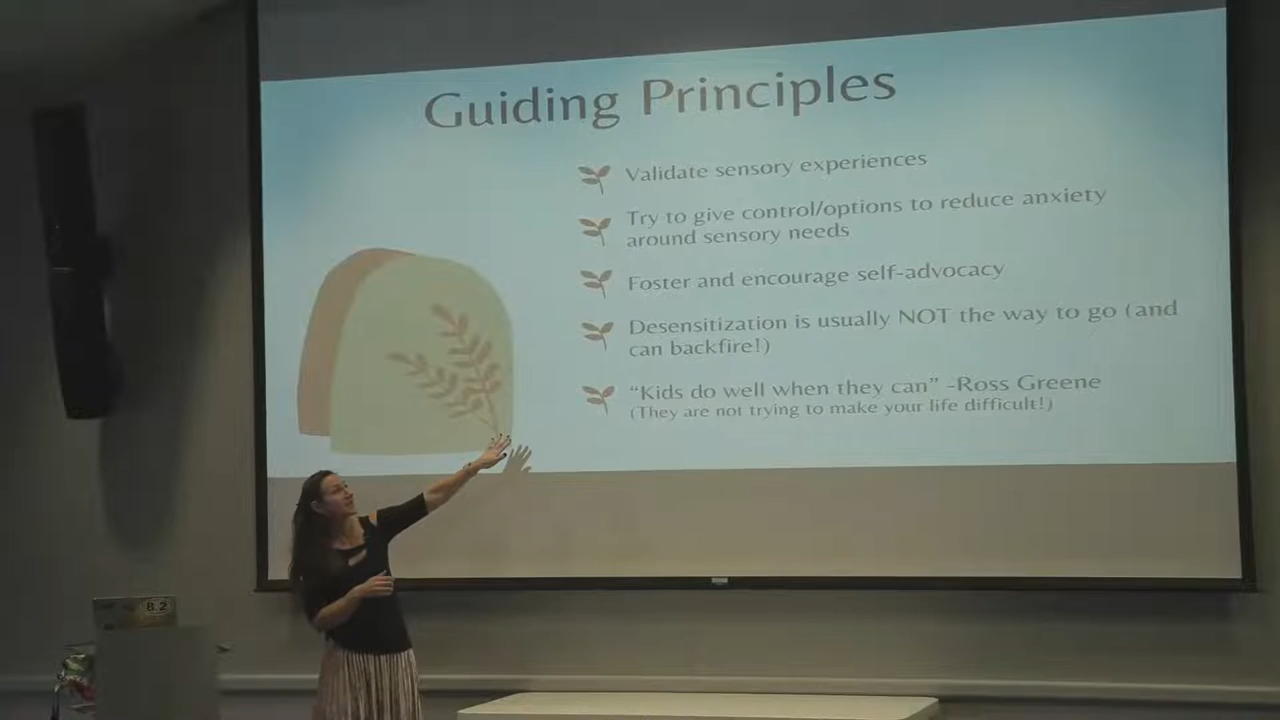 Guiding Principles
Validate sensory experiences
Try to give control/options to reduce anxiety
around sensory needs
Foster and encourage self-advocacy
Desensitization is usually NOT the way to go (and
can backfire!)
“Kids do well when they can” -Ross Greene
(They are not trying to make your life difficult!)
8.2